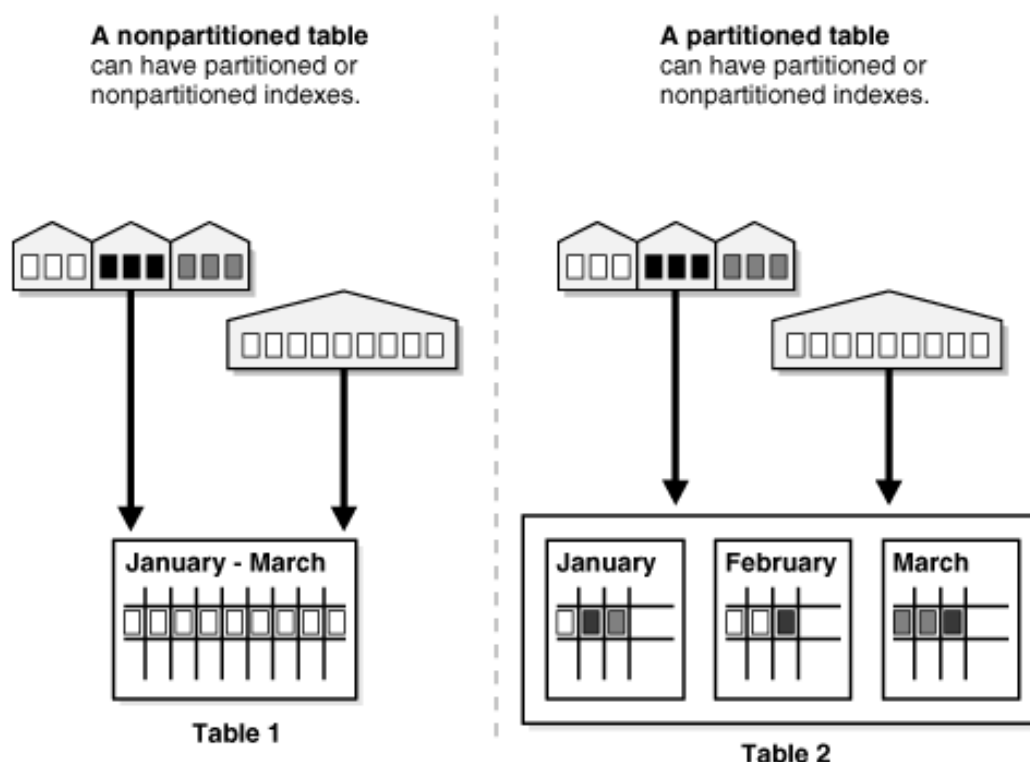 A nonpartitioned table
can have partitioned or
nonpartitioned indexes.
A partitioned table
can have partitioned or
nonpartitioned indexes.
January - March
Table 1
January
February
March
Table 2